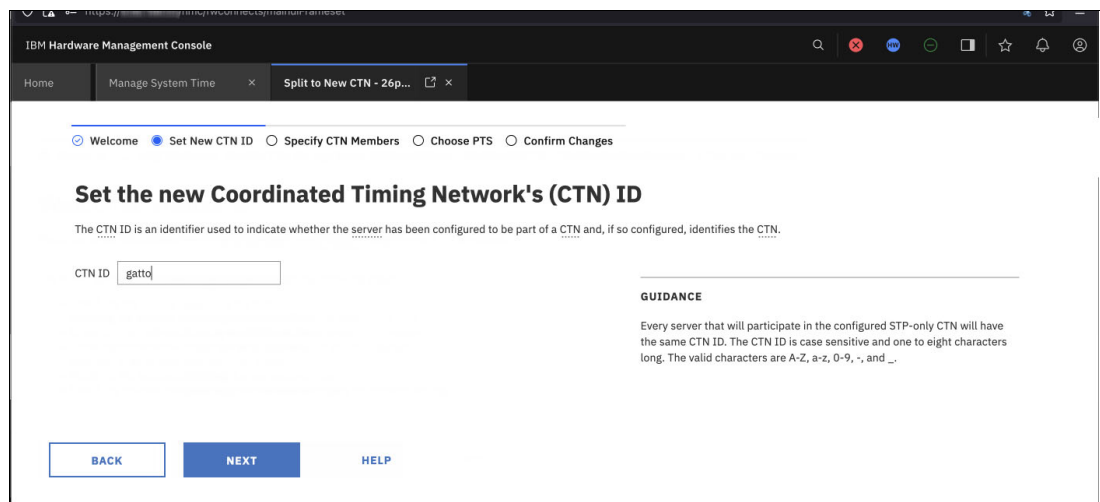 https://
/hmc/fwconnects/mainuiFrameset
IBM Hardware Management Console
HW
Home
Manage System Time
Split to New CTN - 26p...
Welcome
Set New CTN ID
Specify CTN Members
Choose PTS
Confirm Changes
Set the new Coordinated Timing Network's (CTN) ID
The CTN ID is an identifier used to indicate whether the server has been configured to be part of a CTN and, if so configured, identifies the CTN.
CTN ID gatto
GUIDANCE
Every server that will participate in the configured STP-only CTN will have
the same CTN ID. The CTN ID is case sensitive and one to eight characters
long. The valid characters are A-Z, a-z, 0-9, -, and _.
BACK
NEXT
HELP